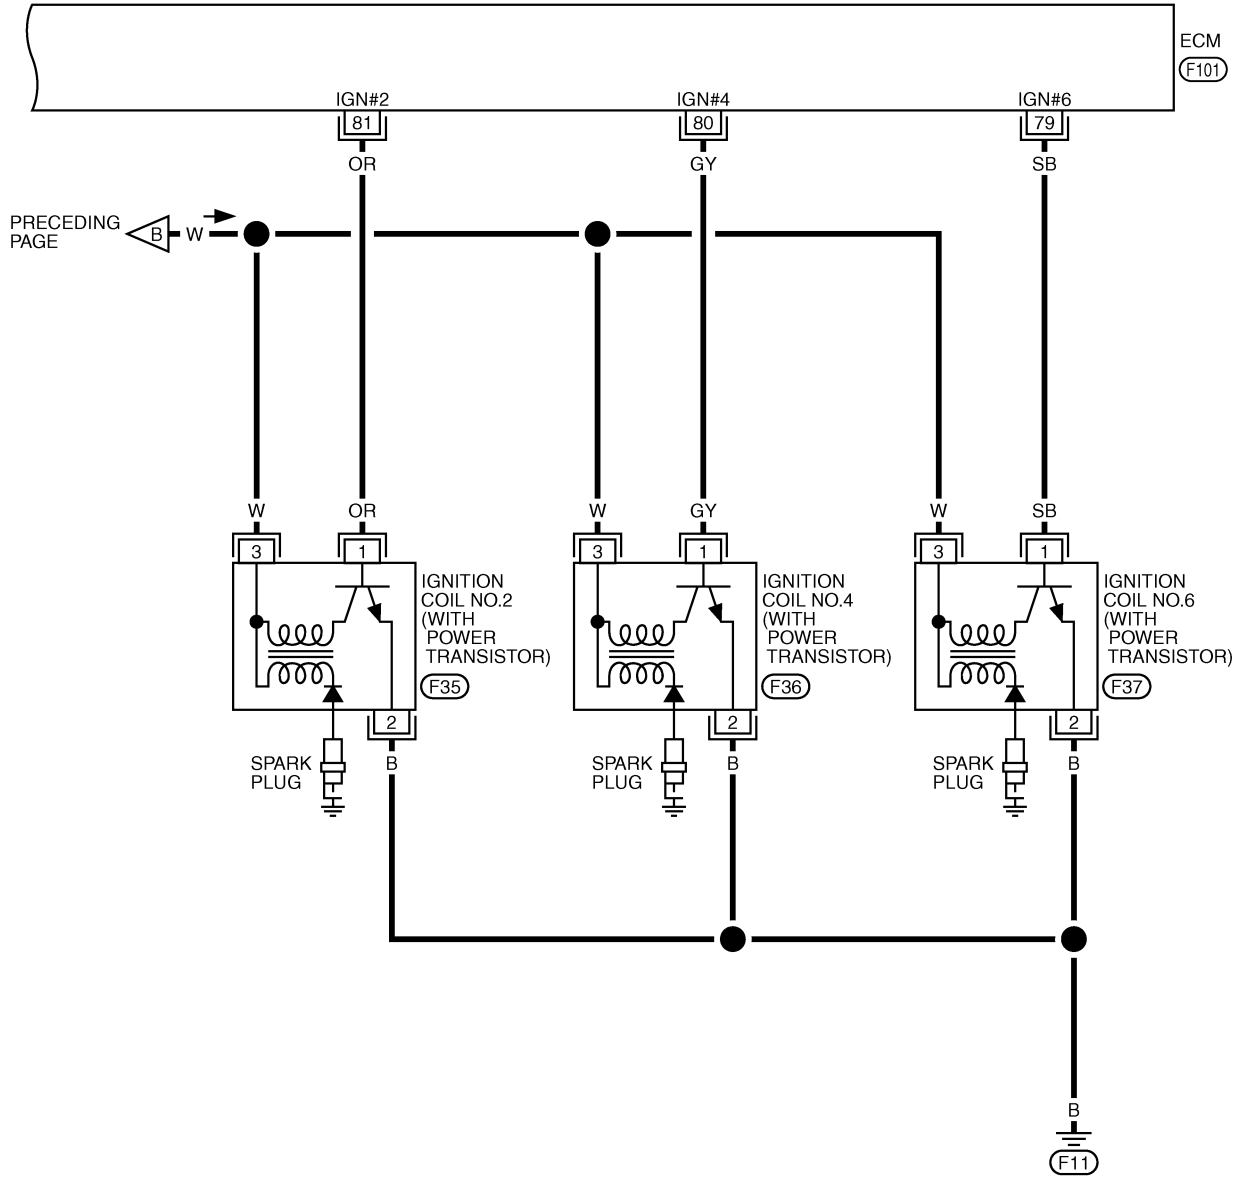 ECM
F101
IGN#2
IGN#4
IGN#6
81
80
79
OR
GY
SB
PRECEDING
PAGE
B
W
W
OR
W
GY
W
SB
3
1
3
1
3
1
IGNITION
COIL NO.2
(WITH
POWER
TRANSISTOR)
F35
IGNITION
COIL NO.4
(WITH
POWER
TRANSISTOR)
F36
IGNITION
COIL NO.6
(WITH
POWER
TRANSISTOR)
F37
2
2
2
SPARK
PLUG
B
SPARK
PLUG
B
SPARK
PLUG
B
B
F11